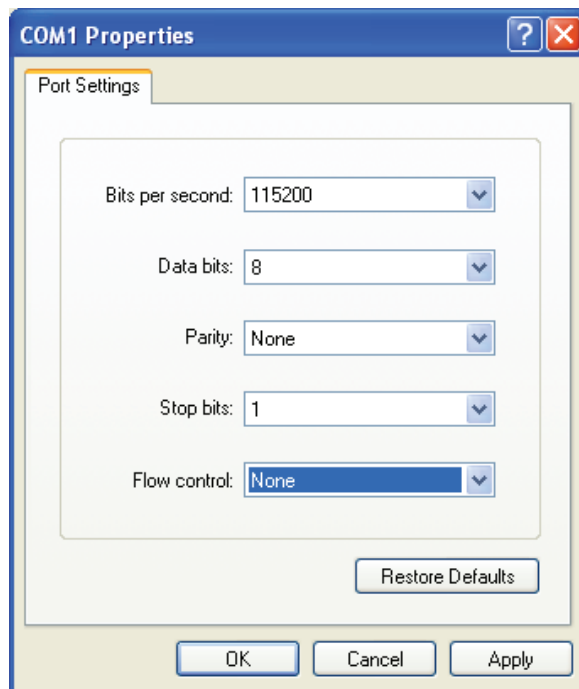 COM1 Properties
Port Settings
Bits per second: 115200
Data bits: 8
Parity: None
Stop bits: 1
Flow control: None
Restore Defaults
OK Cancel Apply